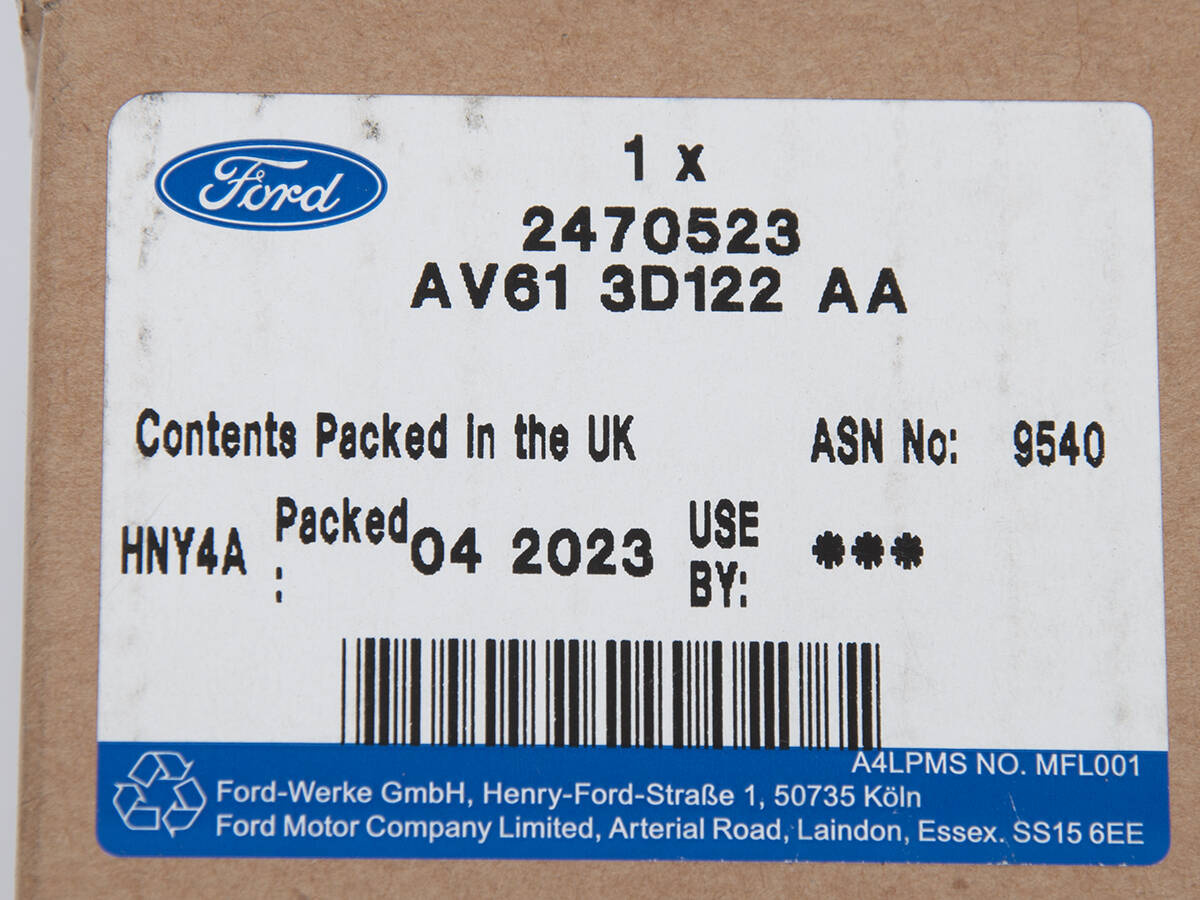 Ford
1 x
2470523
AV61 3D122 AA
Contents Packed in the UK ASN No: 9540
HNY4A Packed : 04 2023 USE BY: ***
A4LPMS NO. MFL001
Ford-Werke GmbH, Henry-Ford-Straße 1, 50735 Köln
Ford Motor Company Limited, Arterial Road, Laindon, Essex. SS15 6EE